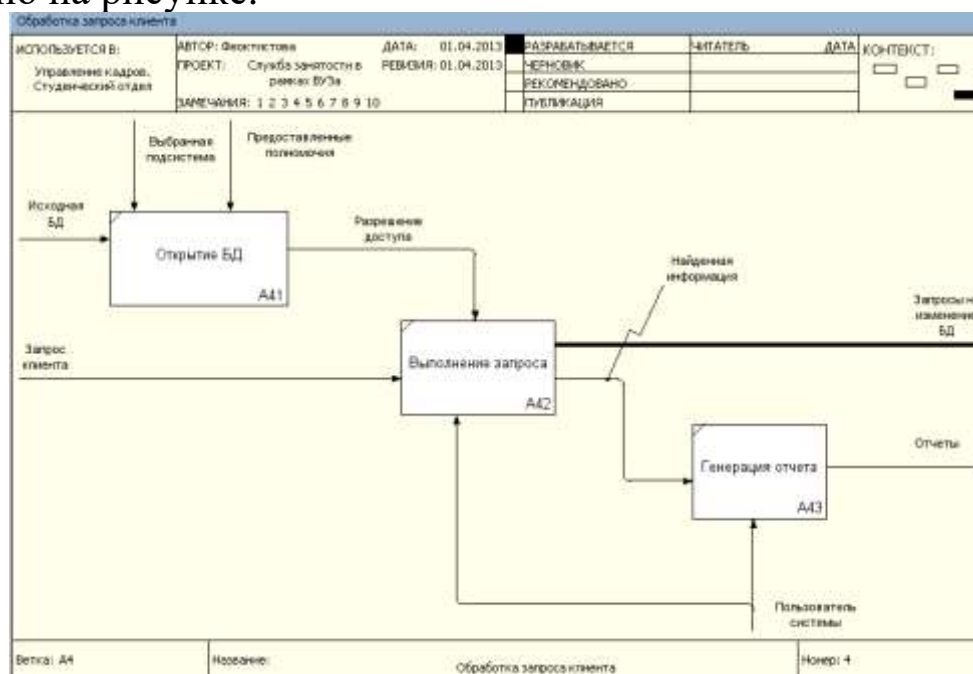 но на рисунке.
Обработка запроса клиента
ИСПОЛЬЗУЕТСЯ В:
Управление кадров,
Студенческий отдел
АВТОР: Феоктистова
ДАТА: 01.04.2013
ПРОЕКТ: Служба занятости в
рамках ВУЗа
РЕВИЗИЯ: 01.04.2013
ЗАМЕЧАНИЯ: 1 2 3 4 5 6 7 8 9 10
РАЗРАБАТЫВАЕТСЯ
ЧЕРНОВИК
РЕКОМЕНДОВАНО
ПУБЛИКАЦИЯ
ЧИТАТЕЛЬ
ДАТА
КОНТЕКСТ:
Выбранная
подсистема
Предоставленные
полномочия
Исходная
БД
Открытие БД
A41
Разрешение
доступа
Найденная
информация
Запросы н
изменение
БД
Запрос
клиента
Выполнение запроса
A42
Генерация отчета
A43
Отчеты
Пользователь
системы
Ветка: A4
Название:
Обработка запроса клиента
Номер: 4